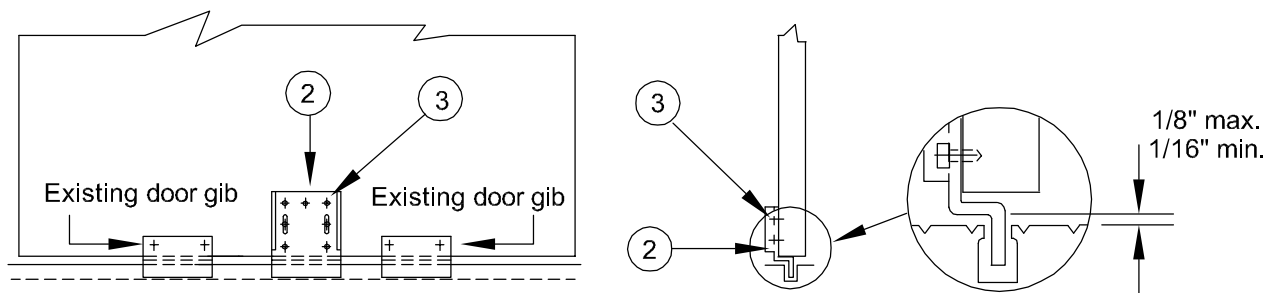 2
3
Existing door gib
Existing door gib
3
2
1/8" max.
1/16" min.